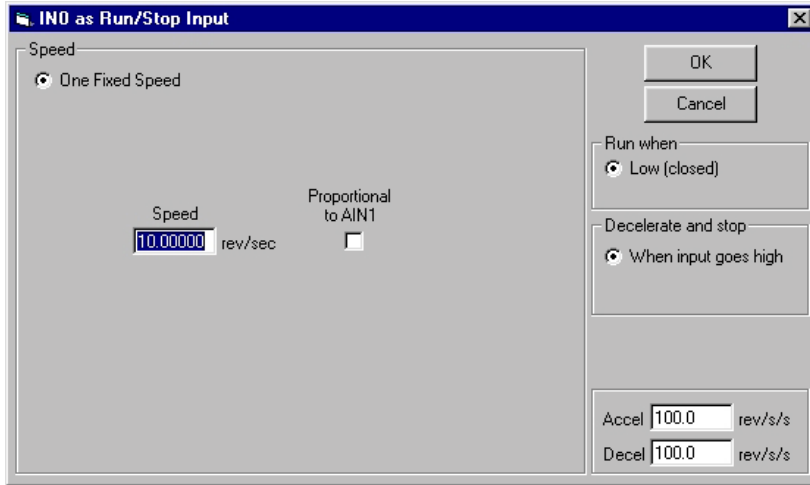 IN0 as Run/Stop Input
Speed
One Fixed Speed
Speed
10.00000 rev/sec
Proportional
to AIN1
OK
Cancel
Run when
Low (closed)
Decelerate and stop
When input goes high
Accel 100.0 rev/s/s
Decel 100.0 rev/s/s